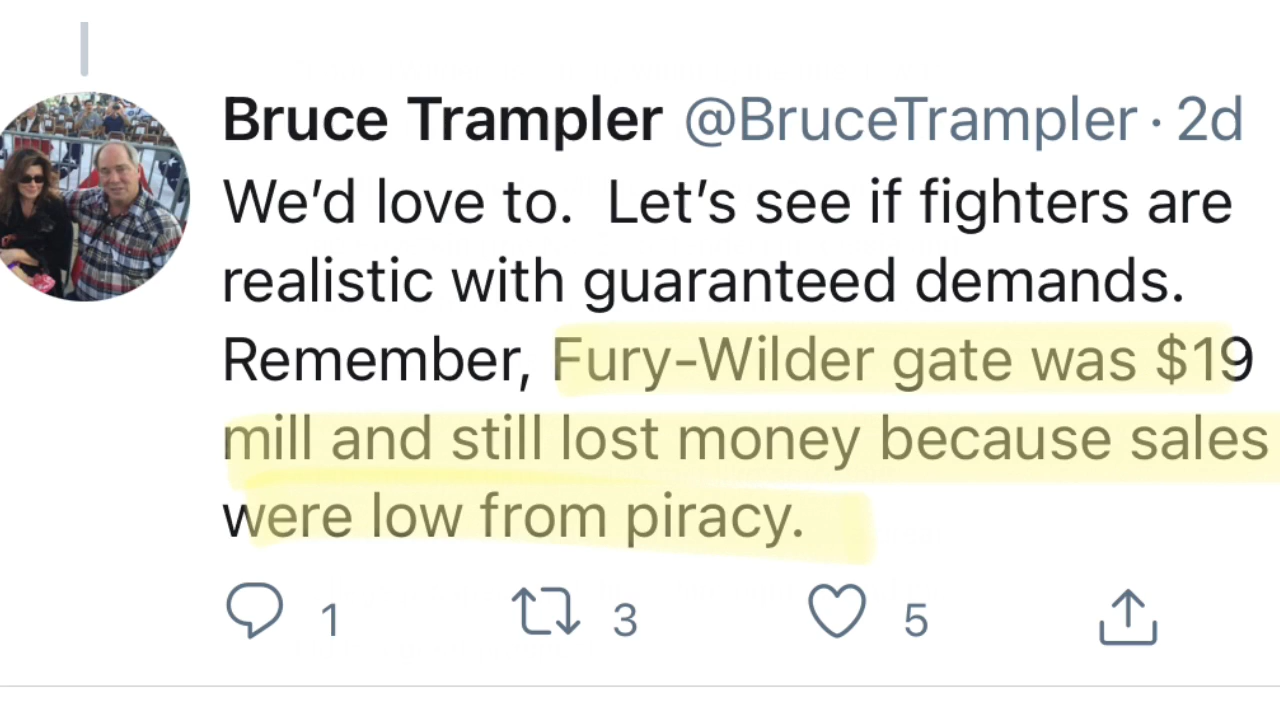 Bruce Trampler @BruceTrampler · 2d
We’d love to.  Let’s see if fighters are
realistic with guaranteed demands.
Remember, Fury-Wilder gate was $19
mill and still lost money because sales
were low from piracy.
1 3 5